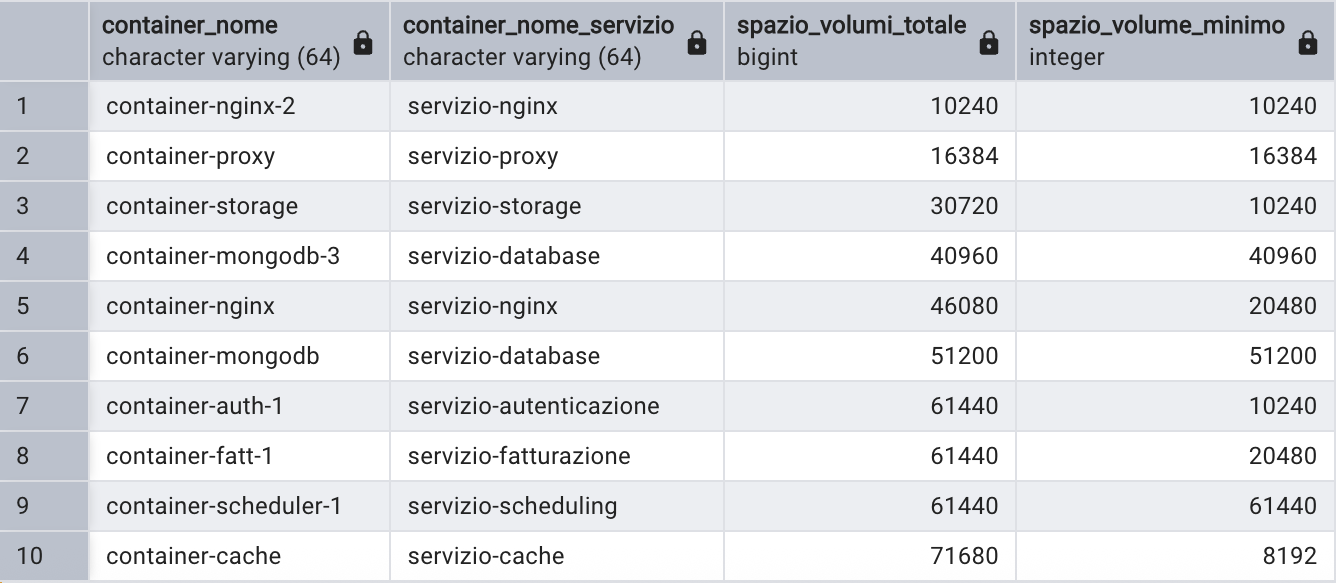 container_nome container_nome_servizio spazio_volumi_totale spazio_volume_minimo
character varying (64) character varying (64) bigint integer
1 container-nginx-2 servizio-nginx 10240 10240
2 container-proxy servizio-proxy 16384 16384
3 container-storage servizio-storage 30720 10240
4 container-mongodb-3 servizio-database 40960 40960
5 container-nginx servizio-nginx 46080 20480
6 container-mongodb servizio-database 51200 51200
7 container-auth-1 servizio-autenticazione 61440 10240
8 container-fatt-1 servizio-fatturazione 61440 20480
9 container-scheduler-1 servizio-scheduling 61440 61440
10 container-cache servizio-cache 71680 8192